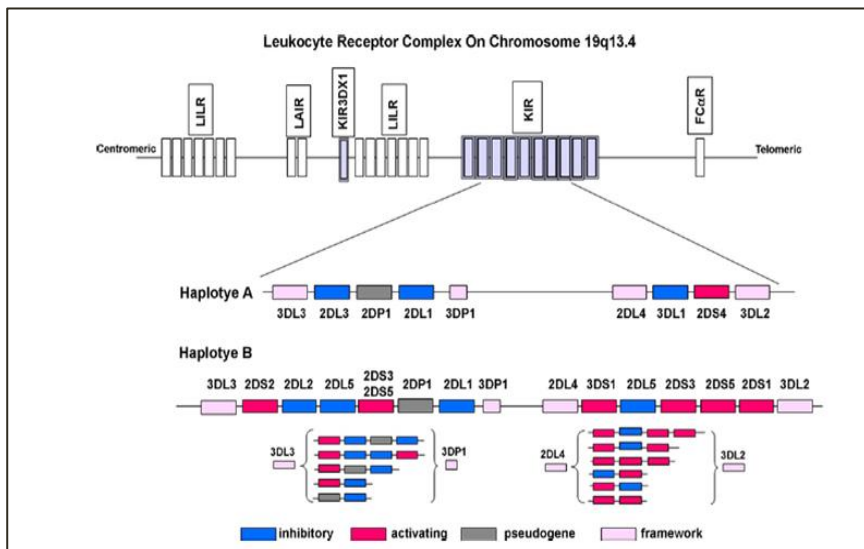 Leukocyte Receptor Complex On Chromosome 19q13.4
LILR
LAIR
KIR3DX1
LILR
KIR
FCαR
Centromeric
Telomeric
Haplotye A
3DL3 2DL3 2DP1 2DL1 3DP1 2DL4 3DL1 2DS4 3DL2
Haplotye B
3DL3 2DS2 2DL2 2DL5 2DS3 2DP1 2DL1 3DP1 2DL4 3DS1 2DL5 2DS3 2DS5 2DS1 3DL2
2DS5
3DL3 3DP1 2DL4 3DL2
inhibitory activating pseudogene framework